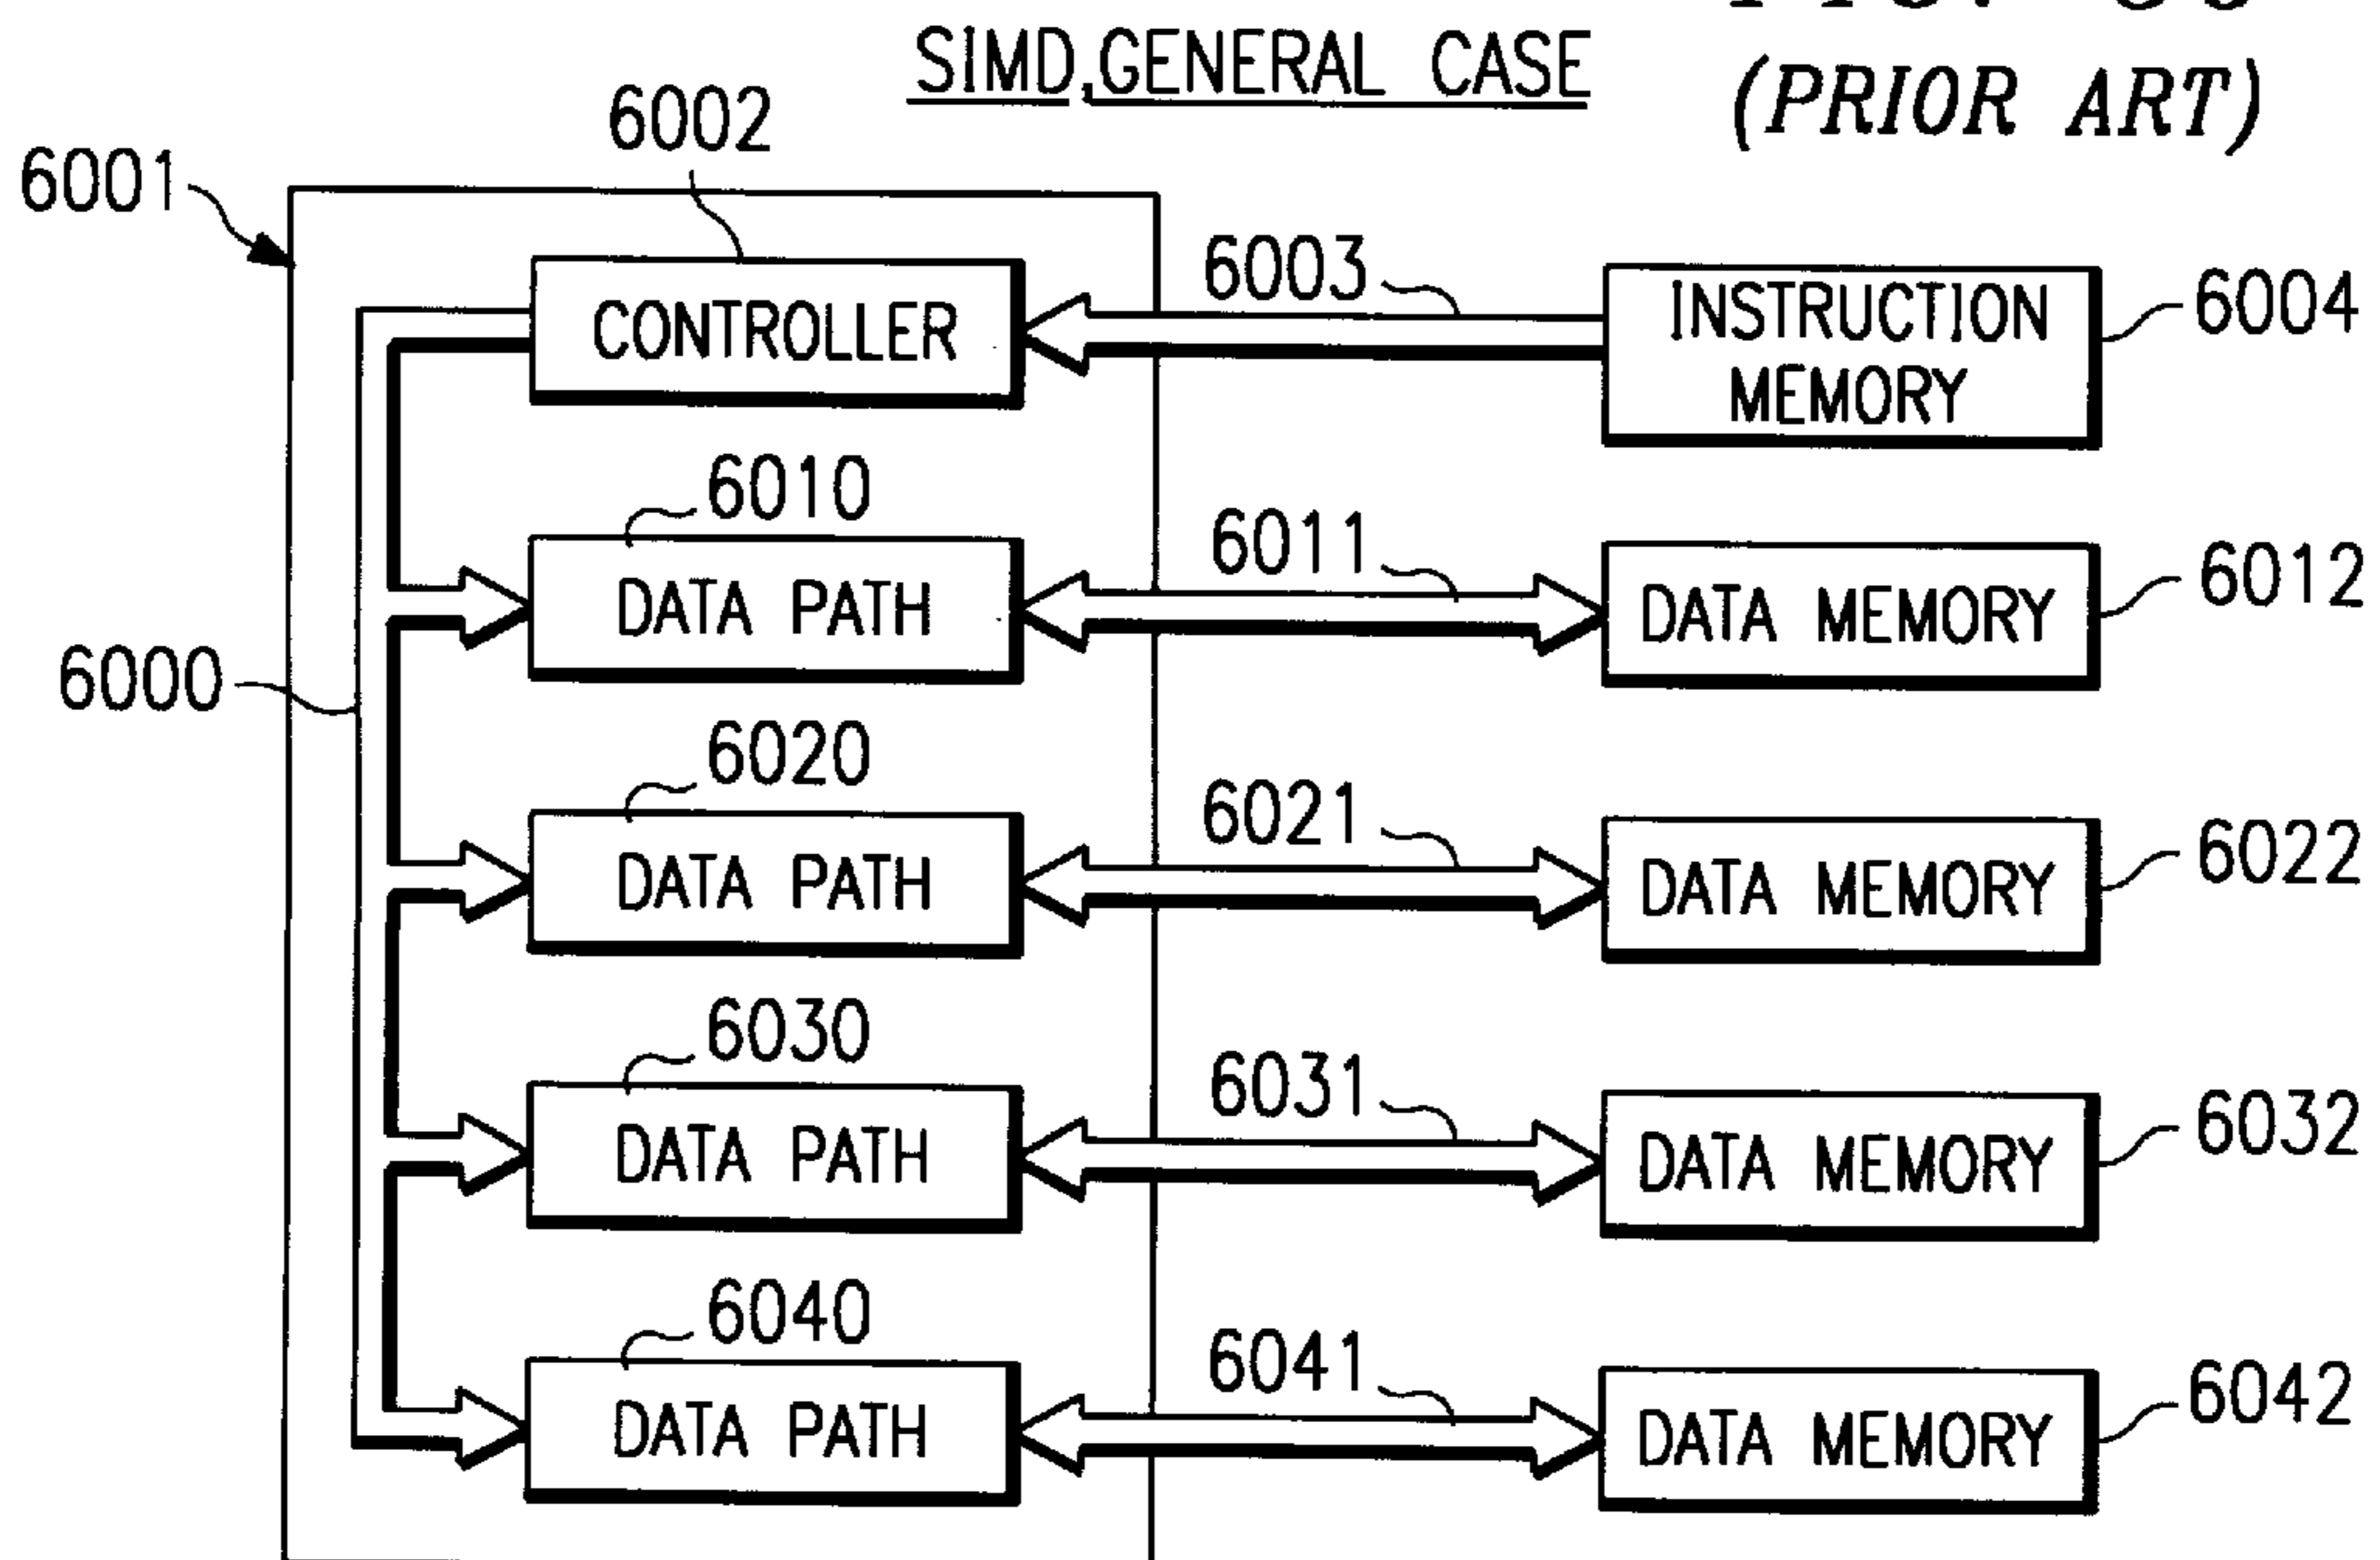 SIMD,GENERAL CASE
(PRIOR ART)
6002
6001
6003
CONTROLLER
INSTRUCTION
MEMORY
6004
6010
6011
DATA PATH
DATA MEMORY
6012
6000
6020
6021
DATA PATH
DATA MEMORY
6022
6030
6031
DATA PATH
DATA MEMORY
6032
6040
6041
DATA PATH
DATA MEMORY
6042